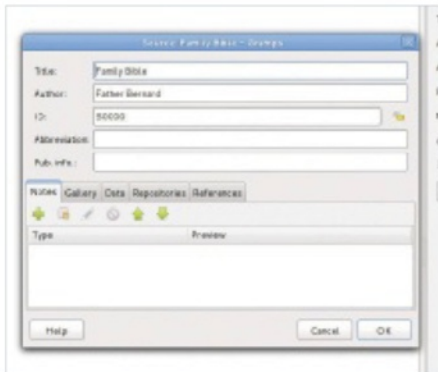 Source: Family Bible - Gramps
Title: Family Bible
Author: Father Bernard
ID: S0000
Abbreviation:
Pub. info.:
Notes Gallery Data Repositories References
Type Preview
Help Cancel OK